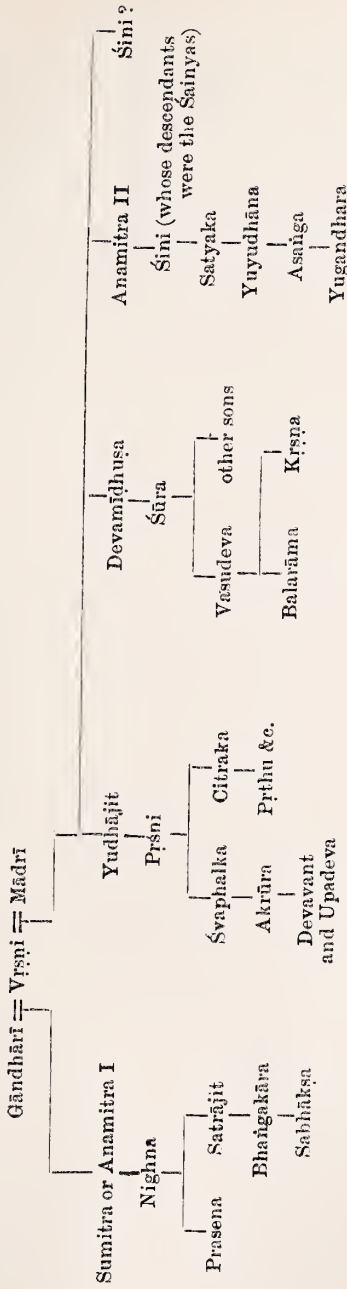 Gāndhārī == Vṛṣṇi == Mādrī
Sumitra or Anamitra I
Nighna
Prasena
Satrājit
Bhaṅgakāra
Sabhākṣa
Yudhājit
Pṛśni
Śvaphalka
Citraka
Akrūra
Pṛthu &c.
Devavant
and Upadeva
Devamīḍhuṣa
Śūra
Vasudeva
other sons
Balarāma
Kṛṣṇa
Anamitra II
Śini (whose descendants
were the Śainyas)
Satyaka
Yuyudhāna
Asaṅga
Yugandhara
Śini ?